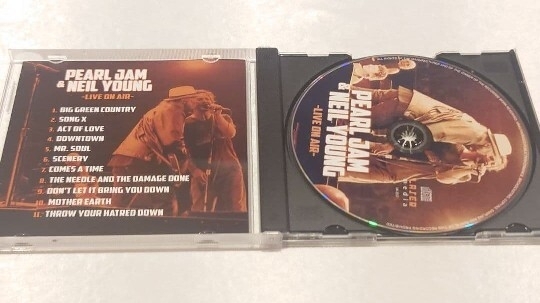 PEARL JAM
& NEIL YOUNG
-LIVE ON AIR-
1. BIG GREEN COUNTRY
2. SONG X
3. ACT OF LOVE
4. DOWNTOWN
5. MR. SOUL
6. SCENERY
7. COMES A TIME
8. THE NEEDLE AND THE DAMAGE DONE
9. DON'T LET IT BRING YOU DOWN
10. MOTHER EARTH
11. THROW YOUR HATRED DOWN
PEARL JAM
& NEIL YOUNG
-LIVE ON AIR-